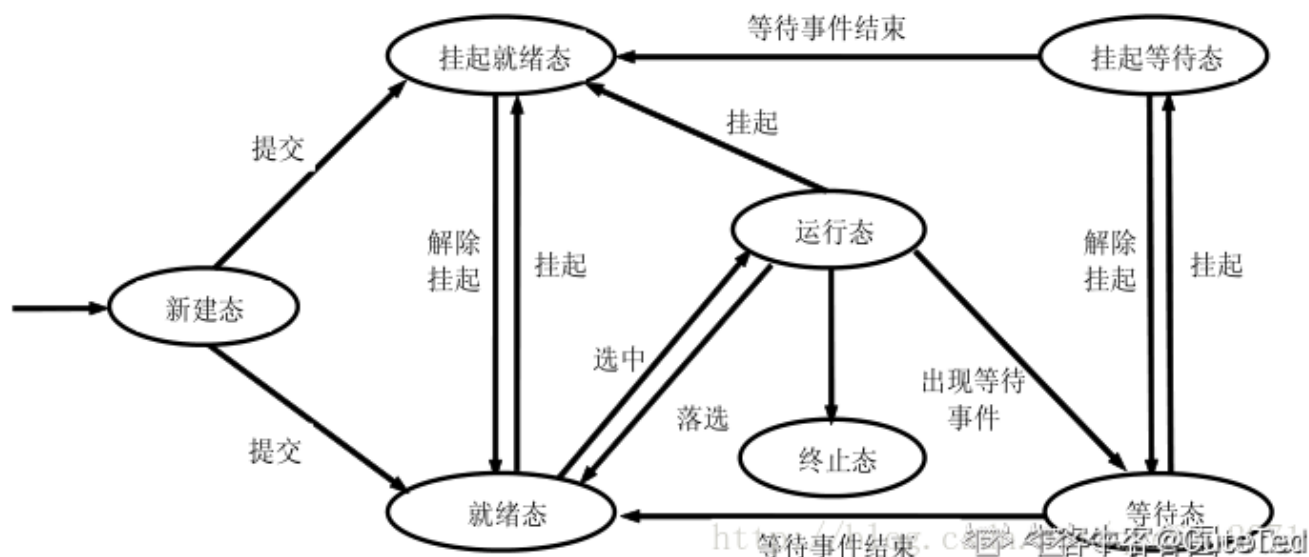 等待事件结束
挂起就绪态
挂起等待态
挂起
提交
运行态
解除
挂起
挂起
解除
挂起
挂起
新建态
选中
出现等待
事件
落选
提交
终止态
就绪态
等待态
等待事件结束